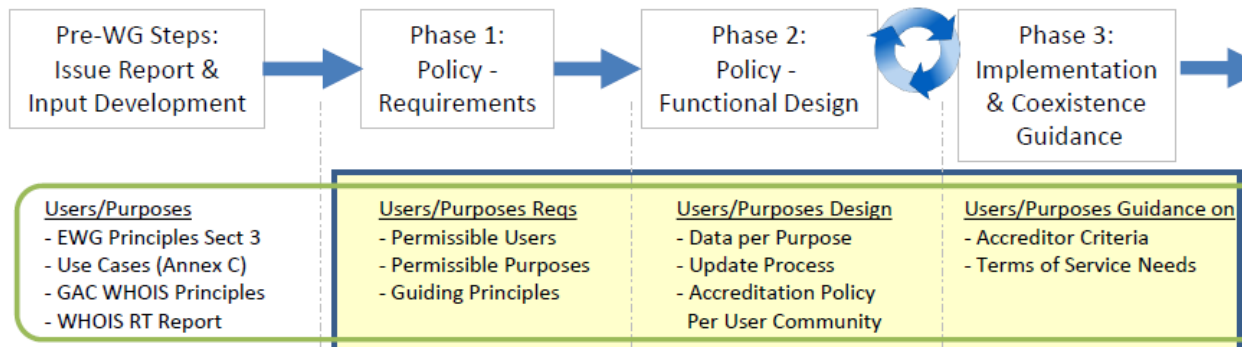 Pre-WG Steps:
Issue Report &
Input Development
Phase 1:
Policy -
Requirements
Phase 2:
Policy -
Functional Design
Phase 3:
Implementation
& Coexistence
Guidance
Users/Purposes
- EWG Principles Sect 3
- Use Cases (Annex C)
- GAC WHOIS Principles
- WHOIS RT Report
Users/Purposes Reqs
- Permissible Users
- Permissible Purposes
- Guiding Principles
Users/Purposes Design
- Data per Purpose
- Update Process
- Accreditation Policy
Per User Community
Users/Purposes Guidance on
- Accreditor Criteria
- Terms of Service Needs